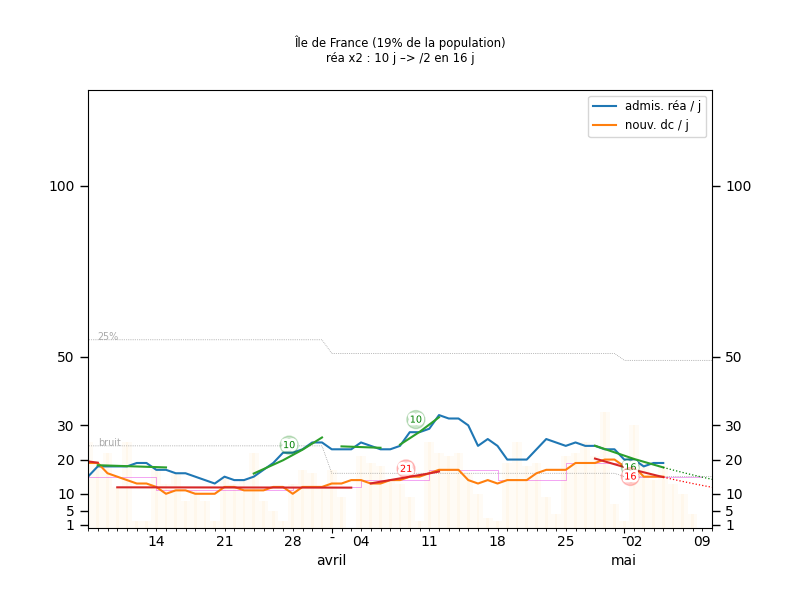 Île de France (19% de la population)
réa x2 : 10 j –> /2 en 16 j
admis. réa / j
nouv. dc / j
100 100
50 50
30 30
20 20
10 10
5 5
1 1
25%
bruit
10
10
21
16
-16
14 21 28 - 04 11 18 25 -02 09
avril mai